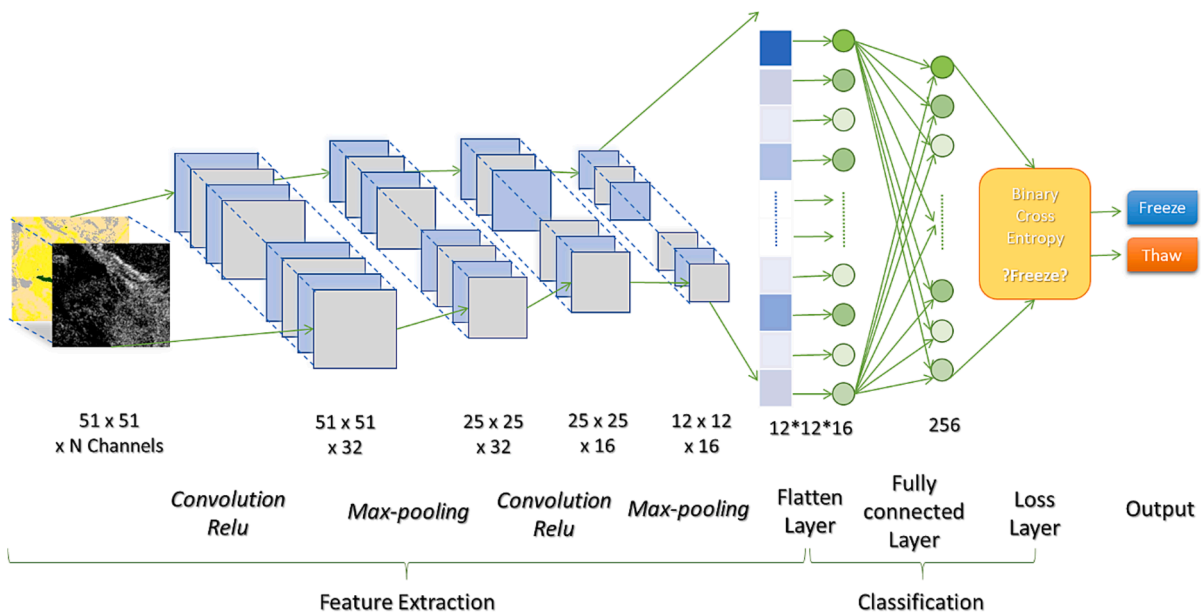 Binary
Cross
Entropy
?Freeze?
Freeze
Thaw
51 x 51
x N Channels
51 x 51
x 32
25 x 25
x 32
25 x 25
x 16
12 x 12
x 16
12*12*16
256
Convolution
Relu
Max-pooling
Convolution
Relu
Max-pooling
Flatten
Layer
Fully
connected
Layer
Loss
Layer
Output
Feature Extraction
Classification